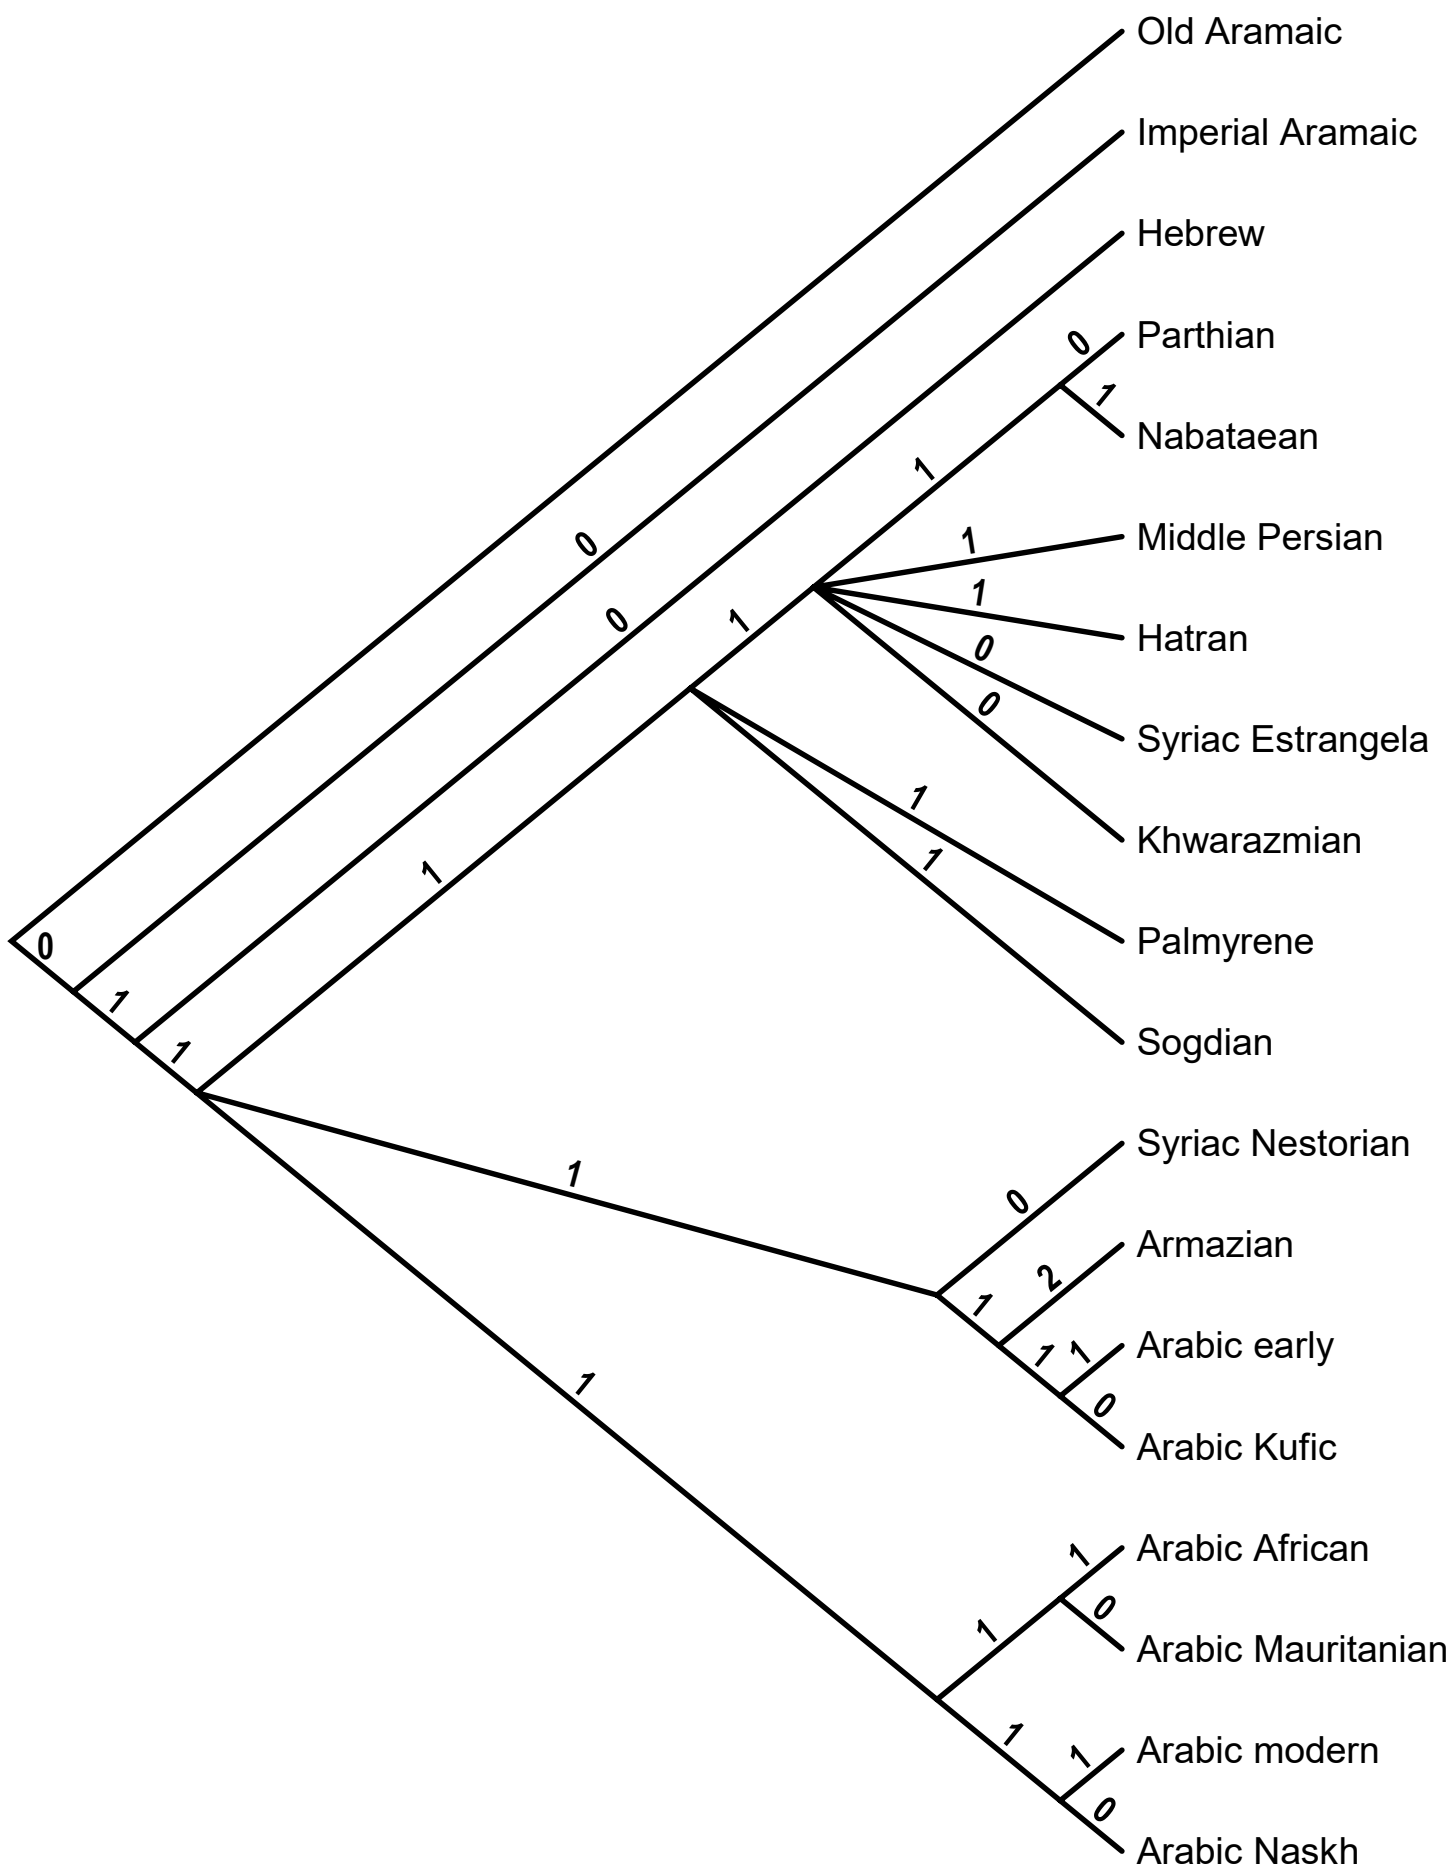 Old Aramaic
Imperial Aramaic
Hebrew
0 Parthian
1
Nabataean
1
0
1 Middle Persian
1
0
1
Hatran
0
Syriac Estrangela
0
1
Khwarazmian
1
1
0
Palmyrene
1
1
Sogdian
Syriac Nestorian
1
0
Armazian
2
1
1 1 Arabic early
1
0
Arabic Kufic
1 Arabic African
0
1
Arabic Mauritanian
1
1 Arabic modern
0
Arabic Naskh